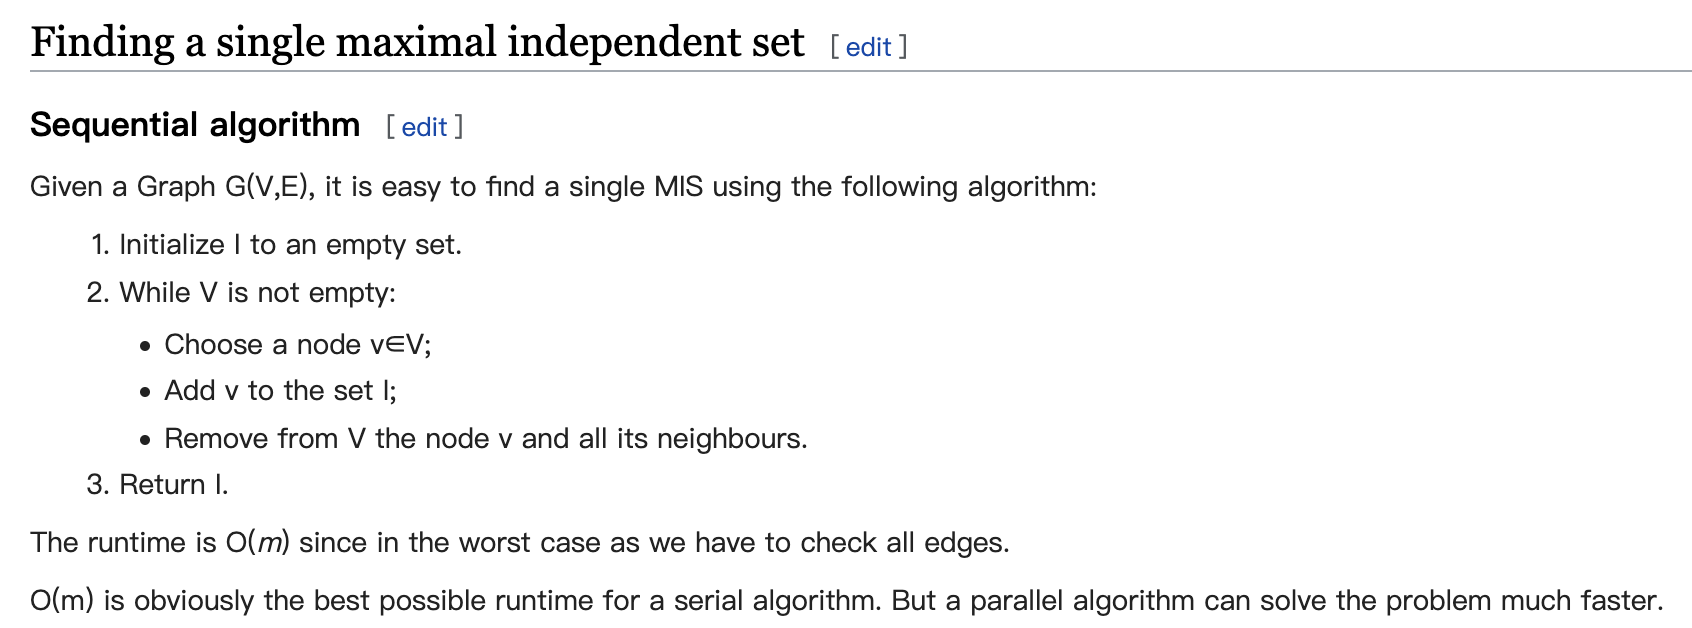 Finding a single maximal independent set [ edit ]
Sequential algorithm [ edit ]
Given a Graph G(V,E), it is easy to find a single MIS using the following algorithm:
1. Initialize I to an empty set.
2. While V is not empty:
• Choose a node v∈V;
• Add v to the set I;
• Remove from V the node v and all its neighbours.
3. Return I.
The runtime is O(m) since in the worst case as we have to check all edges.
O(m) is obviously the best possible runtime for a serial algorithm. But a parallel algorithm can solve the problem much faster.